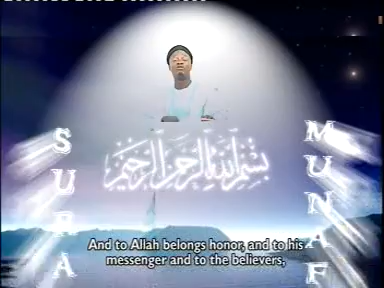 بسم الله الرحمن الرحيم
SURA
MUNAF
And to Allah belongs honor, and to his
messenger and to the believers,